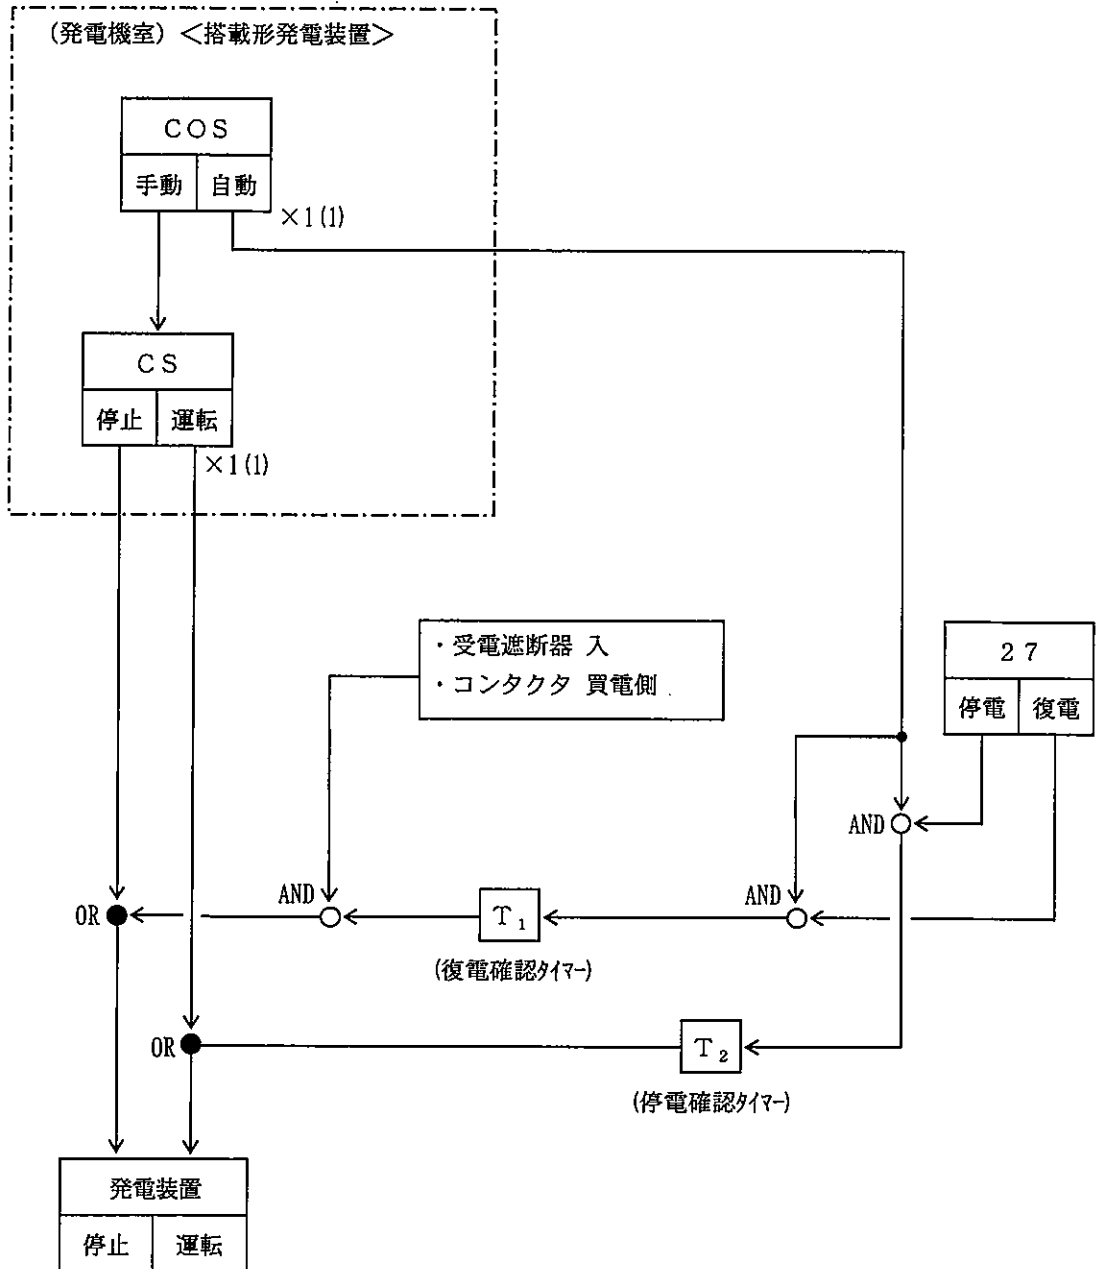 (発電機室) <搭載形発電装置>
COS
手動 自動
×1(1)
CS
停止 運転
×1(1)
・受電遮断器 入
・コンタクタ 買電側
27
停電 復電
AND
AND
AND
OR
T₁
(復電確認タイマー)
OR
T₂
(停電確認タイマー)
発電装置
停止 運転